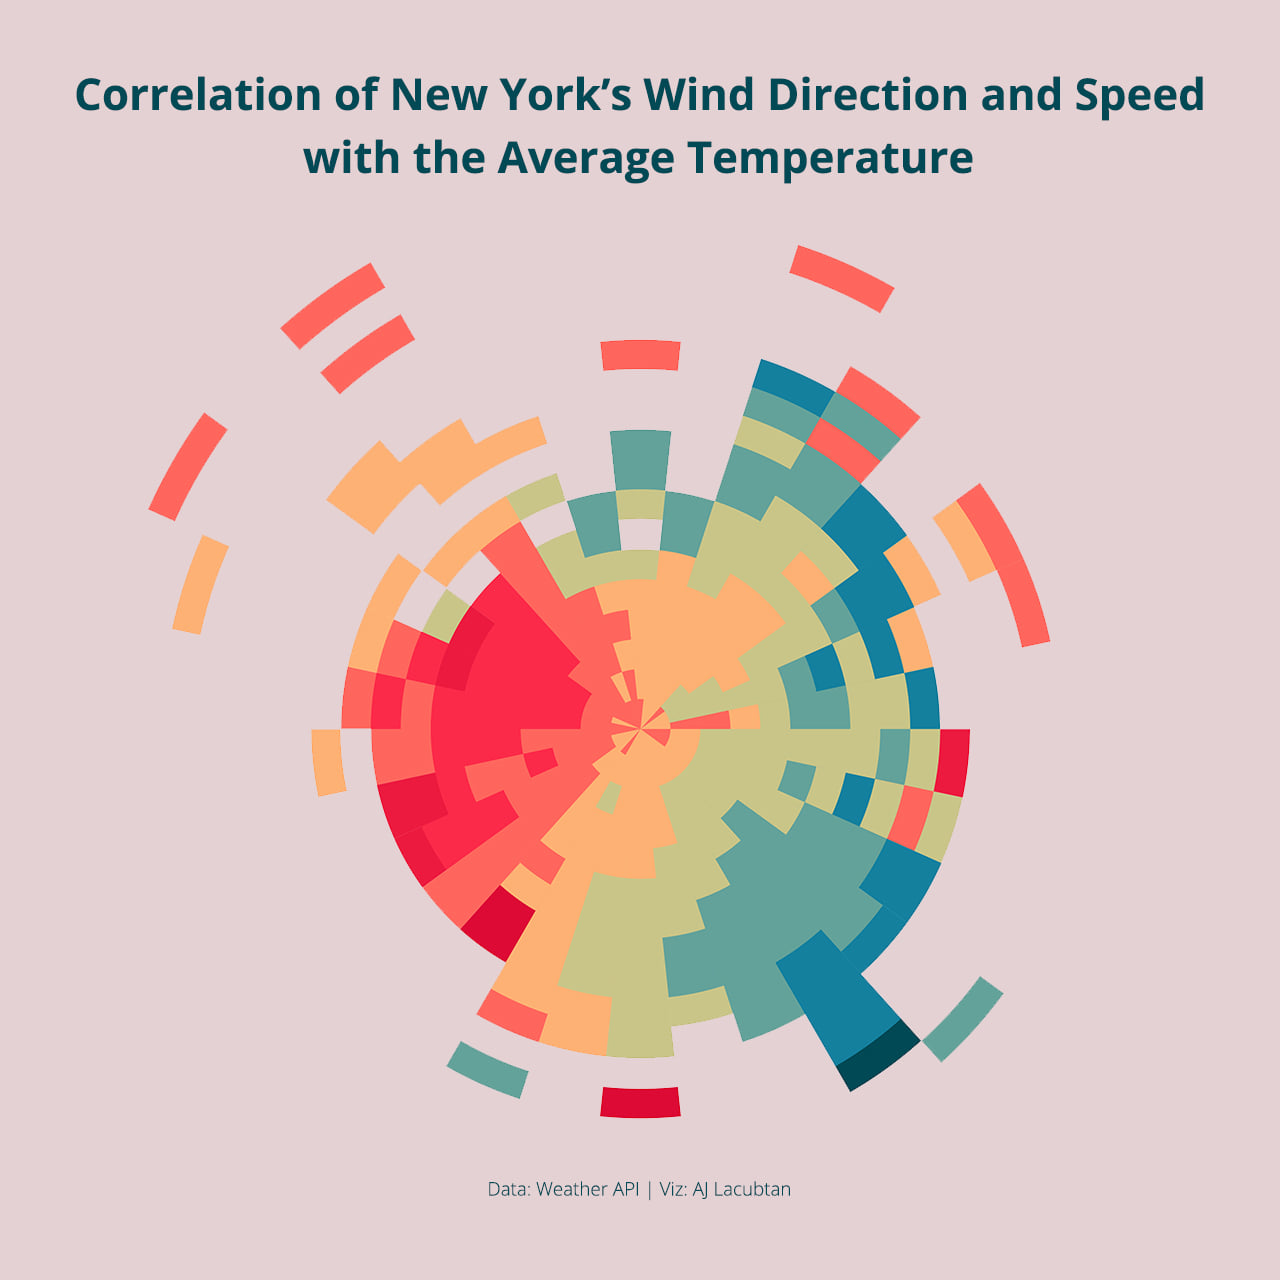 Correlation of New York’s Wind Direction and Speed
with the Average Temperature
Data: Weather API | Viz: AJ Lacubtan